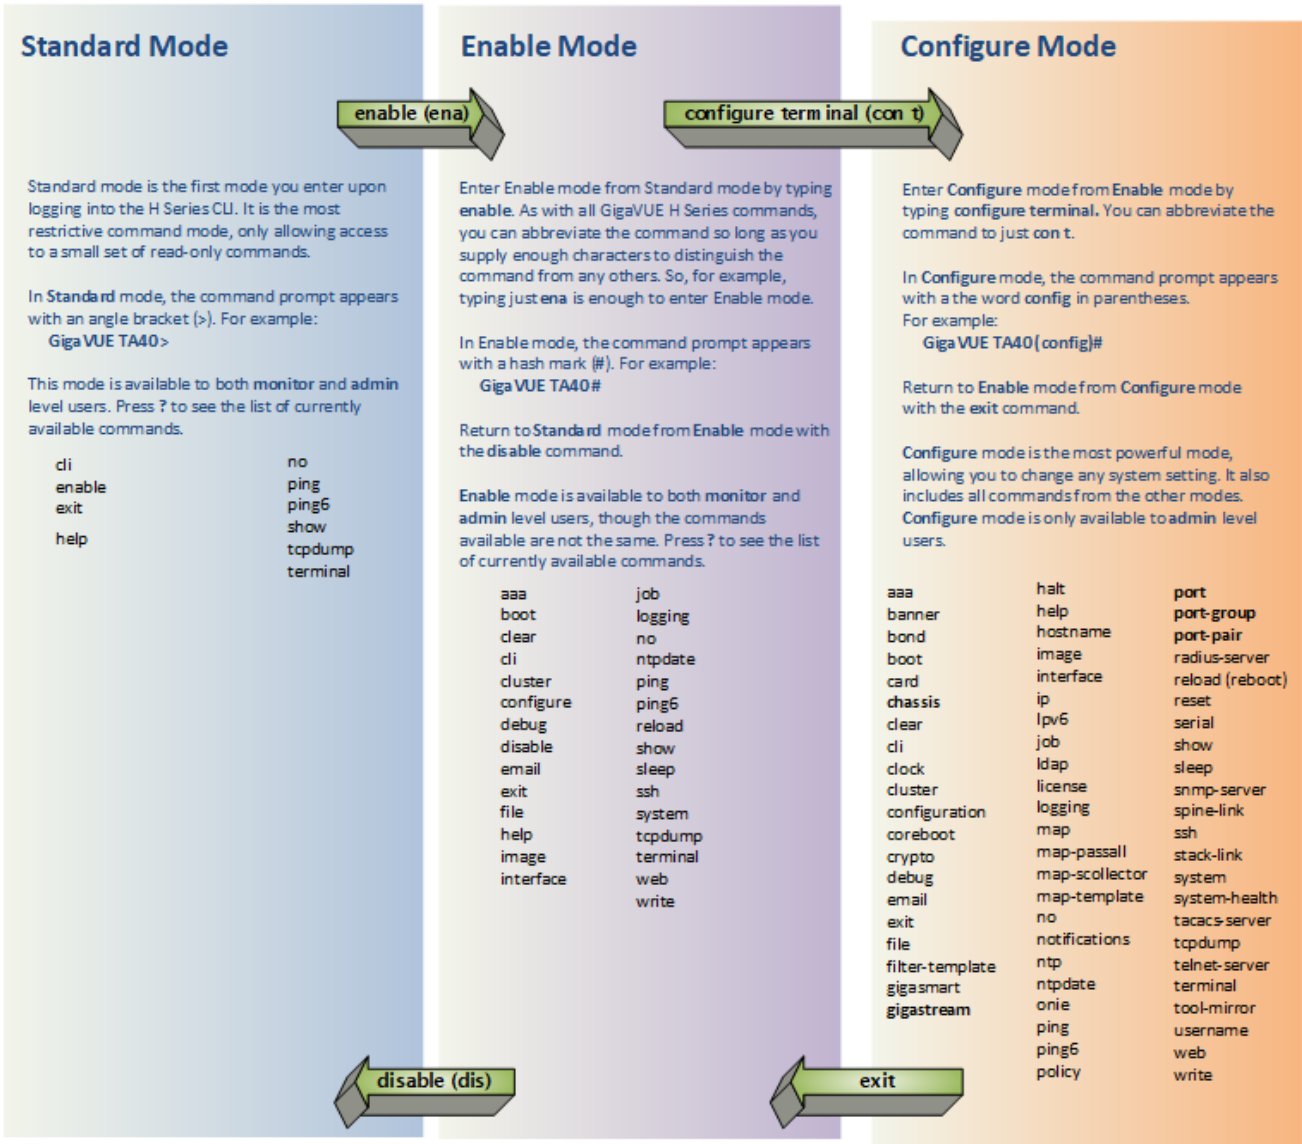 Standard Mode
enable (ena)
Standard mode is the first mode you enter upon
logging into the H Series CLI. It is the most
restrictive command mode, only allowing access
to a small set of read-only commands.
In Standard mode, the command prompt appears
with an angle bracket (>). For example:
GigaVUE TA40>
This mode is available to both monitor and admin
level users. Press ? to see the list of currently
available commands.
cli
enable
exit
help
no
ping
ping6
show
tcpdump
terminal
disable (dis)
Enable Mode
configure terminal (con t)
Enter Enable mode from Standard mode by typing
enable. As with all GigaVUE H Series commands,
you can abbreviate the command so long as you
supply enough characters to distinguish the
command from any others. So, for example,
typing just ena is enough to enter Enable mode.
In Enable mode, the command prompt appears
with a hash mark (#). For example:
GigaVUE TA40#
Return to Standard mode from Enable mode with
the disable command.
Enable mode is available to both monitor and
admin level users, though the commands
available are not the same. Press ? to see the list
of currently available commands.
aaa
boot
clear
cli
cluster
configure
debug
disable
email
exit
file
help
image
interface
job
logging
no
ntpdate
ping
ping6
reload
show
sleep
ssh
system
tcpdump
terminal
web
write
exit
Configure Mode
Enter Configure mode from Enable mode by
typing configure terminal. You can abbreviate the
command to just con t.
In Configure mode, the command prompt appears
with a the word config in parentheses.
For example:
GigaVUE TA40(config)#
Return to Enable mode from Configure mode
with the exit command.
Configure mode is the most powerful mode,
allowing you to change any system setting. It also
includes all commands from the other modes.
Configure mode is only available to admin level
users.
aaa
banner
bond
boot
card
chassis
clear
cli
clock
cluster
configuration
coreboot
crypto
debug
email
exit
file
filter-template
gigasmart
gigastream
halt
help
hostname
image
interface
ip
Ipv6
job
ldap
license
logging
map
map-passall
map-scollector
map-template
no
notifications
ntp
ntpdate
onie
ping
ping6
policy
port
port-group
port-pair
radius-server
reload (reboot)
reset
serial
show
sleep
snmp-server
spine-link
ssh
stack-link
system
system-health
tacacs-server
tcpdump
telnet-server
terminal
tool-mirror
username
web
write